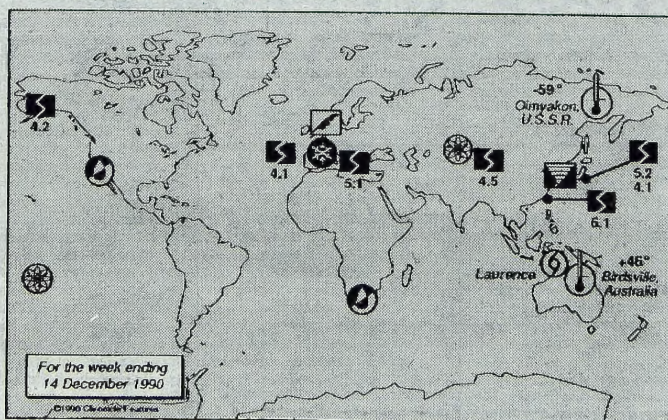 -59°
Oimyakon,
U.S.S.R.
4.2
4.1
5.1
4.5
5.2
4.1
6.1
Laurence
+46°
Birdsville,
Australia
For the week ending
14 December 1990
©1990 Chronicle Features